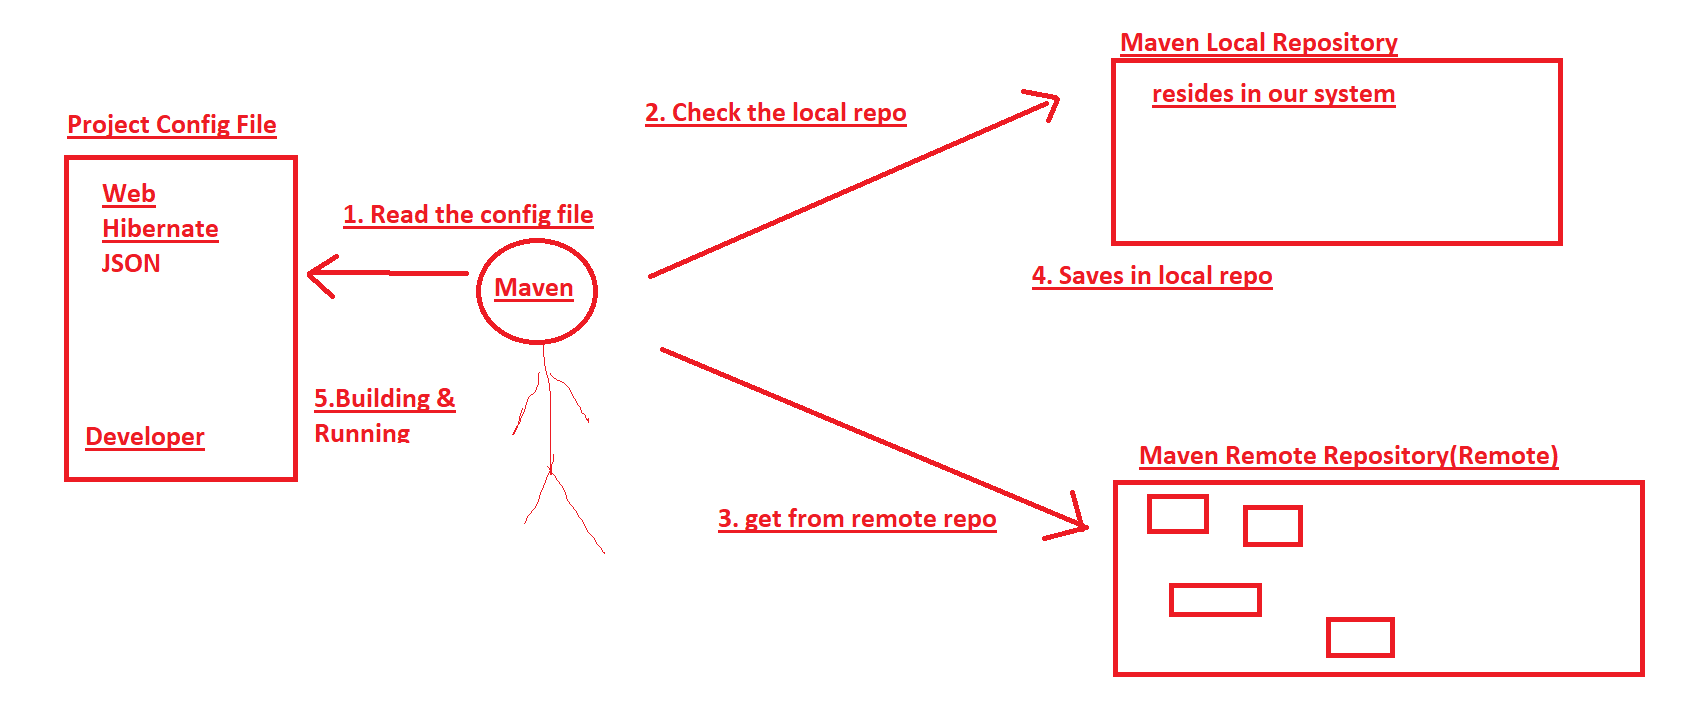 Maven Local Repository
resides in our system
2. Check the local repo
Project Config File
Web
Hibernate
JSON
1. Read the config file
Maven
4. Saves in local repo
5.Building &
Running
Developer
Maven Remote Repository(Remote)
3. get from remote repo